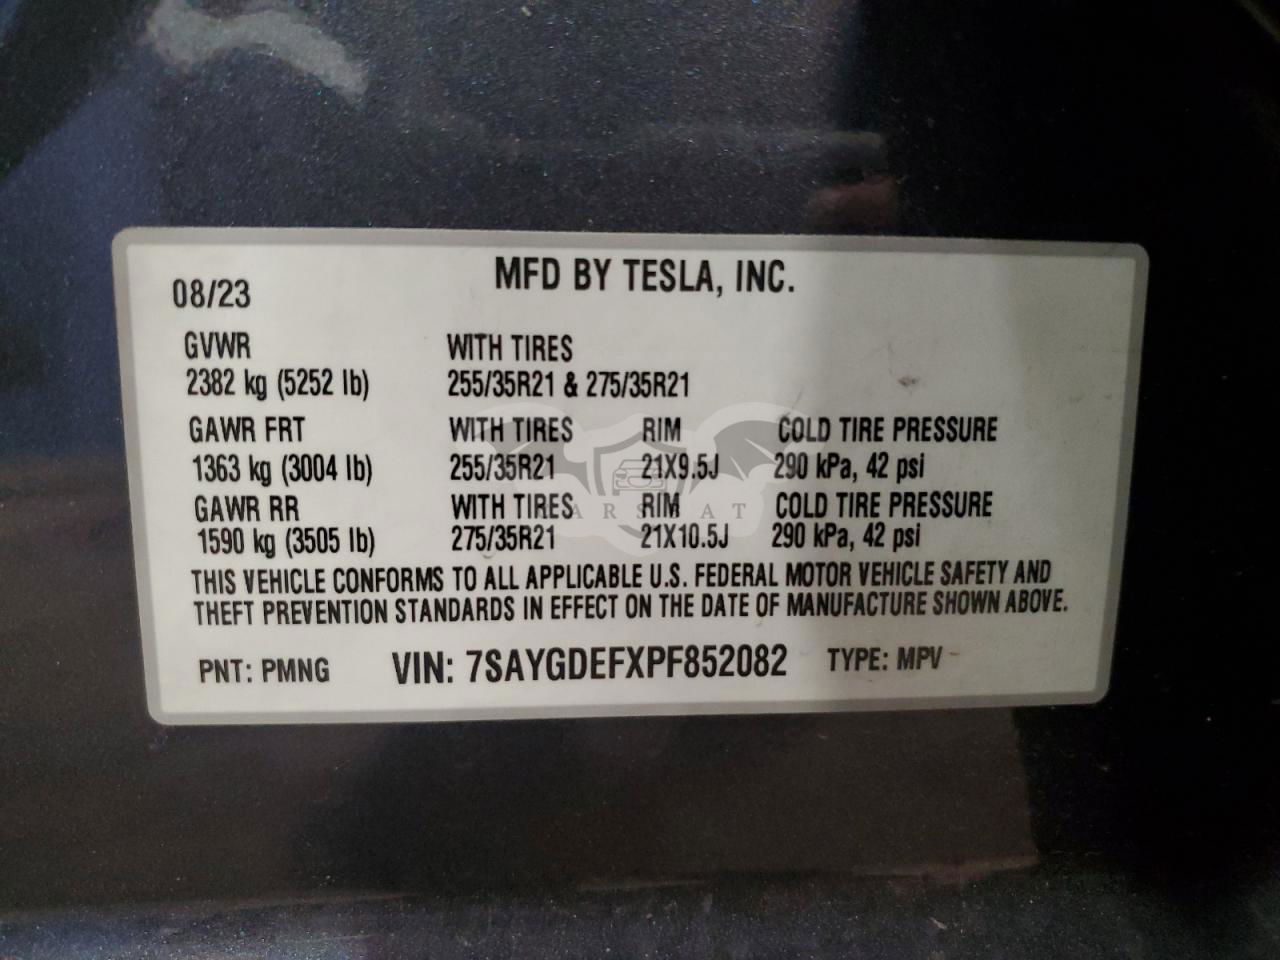 MFD BY TESLA, INC.
08/23
GVWR WITH TIRES
2382 kg (5252 lb) 255/35R21 & 275/35R21
GAWR FRT WITH TIRES RIM COLD TIRE PRESSURE
1363 kg (3004 lb) 255/35R21 21X9.5J 290 kPa, 42 psi
GAWR RR WITH TIRES RIM COLD TIRE PRESSURE
1590 kg (3505 lb) 275/35R21 21X10.5J 290 kPa, 42 psi
THIS VEHICLE CONFORMS TO ALL APPLICABLE U.S. FEDERAL MOTOR VEHICLE SAFETY AND
THEFT PREVENTION STANDARDS IN EFFECT ON THE DATE OF MANUFACTURE SHOWN ABOVE.
PNT: PMNG VIN: 7SAYGDEFXPF852082 TYPE: MPV